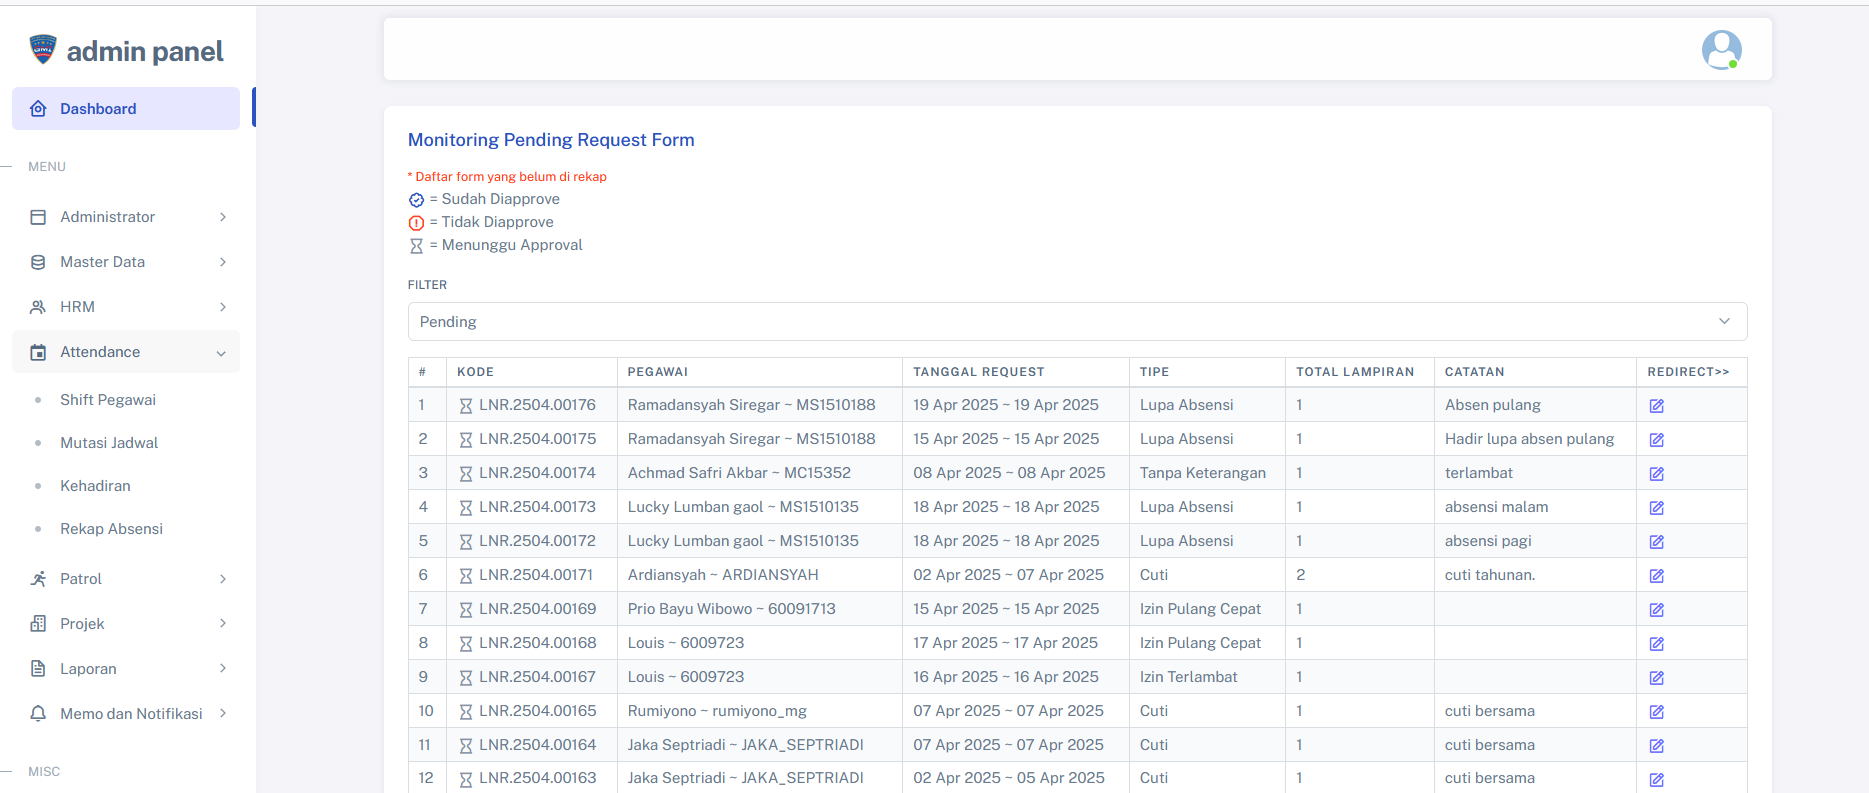 admin panel
Dashboard
MENU
Administrator
Master Data
HRM
Attendance
Shift Pegawai
Mutasi Jadwal
Kehadiran
Rekap Absensi
Patrol
Projek
Laporan
Memo dan Notifikasi
MISC
Monitoring Pending Request Form
* Daftar form yang belum di rekap
= Sudah Diapprove
= Tidak Diapprove
= Menunggu Approval
FILTER
Pending
# KODE PEGAWAI TANGGAL REQUEST TIPE TOTAL LAMPIRAN CATATAN REDIRECT>>
1 LNR.2504.00176 Ramadansyah Siregar ~ MS1510188 19 Apr 2025 ~ 19 Apr 2025 Lupa Absensi 1 Absen pulang
2 LNR.2504.00175 Ramadansyah Siregar ~ MS1510188 15 Apr 2025 ~ 15 Apr 2025 Lupa Absensi 1 Hadir lupa absen pulang
3 LNR.2504.00174 Achmad Safri Akbar ~ MC15352 08 Apr 2025 ~ 08 Apr 2025 Tanpa Keterangan 1 terlambat
4 LNR.2504.00173 Lucky Lumban gaol ~ MS1510135 18 Apr 2025 ~ 18 Apr 2025 Lupa Absensi 1 absensi malam
5 LNR.2504.00172 Lucky Lumban gaol ~ MS1510135 18 Apr 2025 ~ 18 Apr 2025 Lupa Absensi 1 absensi pagi
6 LNR.2504.00171 Ardiansyah ~ ARDIANSYAH 02 Apr 2025 ~ 07 Apr 2025 Cuti 2 cuti tahunan.
7 LNR.2504.00169 Prio Bayu Wibowo ~ 60091713 15 Apr 2025 ~ 15 Apr 2025 Izin Pulang Cepat 1
8 LNR.2504.00168 Louis ~ 6009723 17 Apr 2025 ~ 17 Apr 2025 Izin Pulang Cepat 1
9 LNR.2504.00167 Louis ~ 6009723 16 Apr 2025 ~ 16 Apr 2025 Izin Terlambat 1
10 LNR.2504.00165 Rumiyono ~ rumiyono_mg 07 Apr 2025 ~ 07 Apr 2025 Cuti 1 cuti bersama
11 LNR.2504.00164 Jaka Septriadi ~ JAKA_SEPTRIADI 07 Apr 2025 ~ 07 Apr 2025 Cuti 1 cuti bersama
12 LNR.2504.00163 Jaka Septriadi ~ JAKA_SEPTRIADI 02 Apr 2025 ~ 05 Apr 2025 Cuti 1 cuti bersama